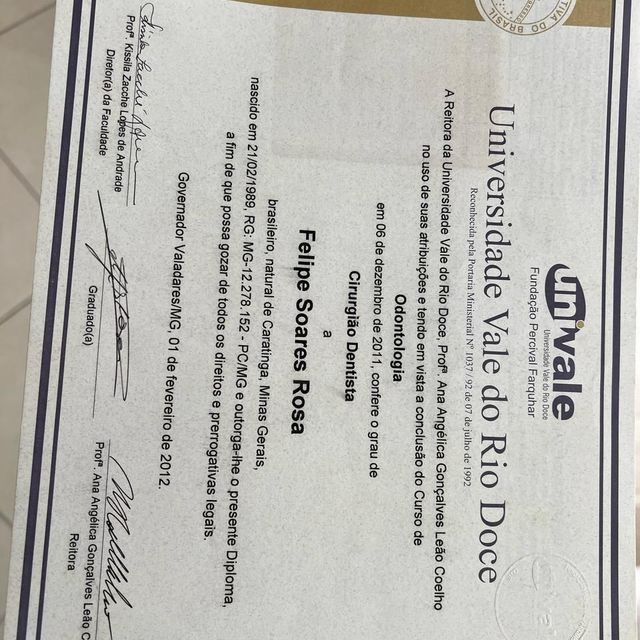 TIVA DO BRASIL
univale
Universidade Vale do Rio Doce
Fundação Percival Farquhar
Universidade Vale do Rio Doce
Reconhecida pela Portaria Ministerial Nº 1037 / 92 de 07 de julho de 1992
A Reitora da Universidade Vale do Rio Doce, Profª. Ana Angélica Gonçalves Leão Coelho
no uso de suas atribuições e tendo em vista a conclusão do Curso de
Odontologia
em 06 de dezembro de 2011, confere o grau de
Cirurgião Dentista
a
Felipe Soares Rosa
brasileiro, natural de Caratinga, Minas Gerais,
nascido em 21/02/1989, RG: MG-12.278.152 - PC/MG e outorga-lhe o presente Diploma,
a fim de que possa gozar de todos os direitos e prerrogativas legais.
Governador Valadares/MG, 01 de fevereiro de 2012.
Profª. Kissila Zacche Lopes de Andrade
Diretor(a) da Faculdade
Graduado(a)
Profª. Ana Angélica Gonçalves Leão C
Reitora